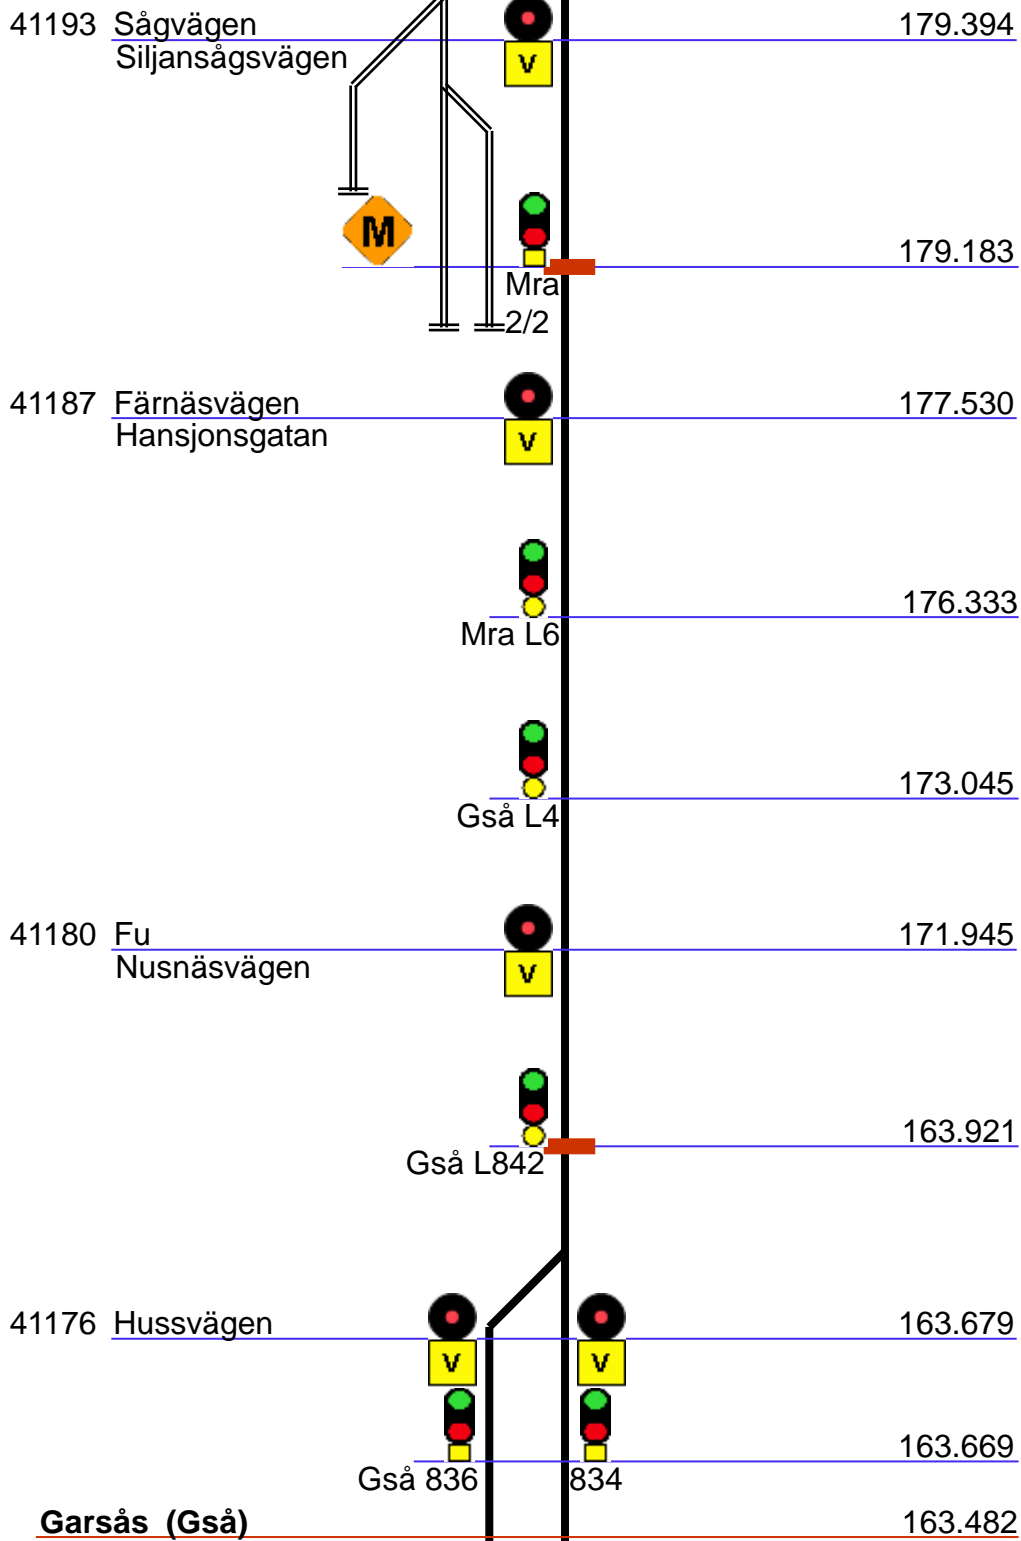 41193 Sågvägen 179.394
Siljansågsvägen
V
M
179.183
Mra
2/2
41187 Färnäsvägen 177.530
Hansjonsgatan
V
176.333
Mra L6
173.045
Gså L4
41180 Fu 171.945
Nusnäsvägen
V
163.921
Gså L842
41176 Hussvägen 163.679
V V
163.669
Gså 836 834
Garsås (Gså) 163.482